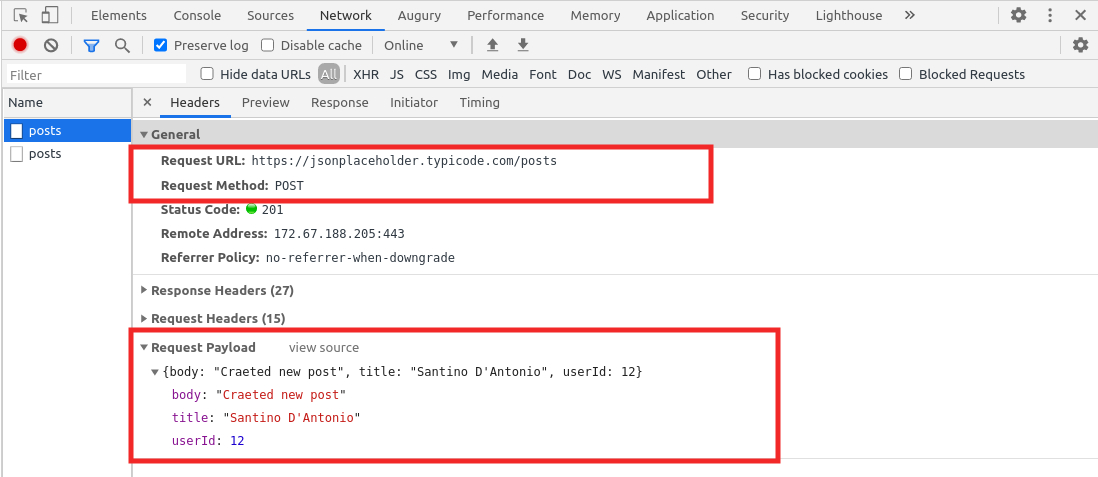 Elements Console Sources Network Augury Performance Memory Application Security Lighthouse »
Preserve log Disable cache Online
Filter Hide data URLs All XHR JS CSS Img Media Font Doc WS Manifest Other Has blocked cookies Blocked Requests
Name × Headers Preview Response Initiator Timing
posts
posts
General
Request URL: https://jsonplaceholder.typicode.com/posts
Request Method: POST
Status Code: 201
Remote Address: 172.67.188.205:443
Referrer Policy: no-referrer-when-downgrade
Response Headers (27)
Request Headers (15)
Request Payload view source
{body: "Craeted new post", title: "Santino D'Antonio", userId: 12}
body: "Craeted new post"
title: "Santino D'Antonio"
userId: 12